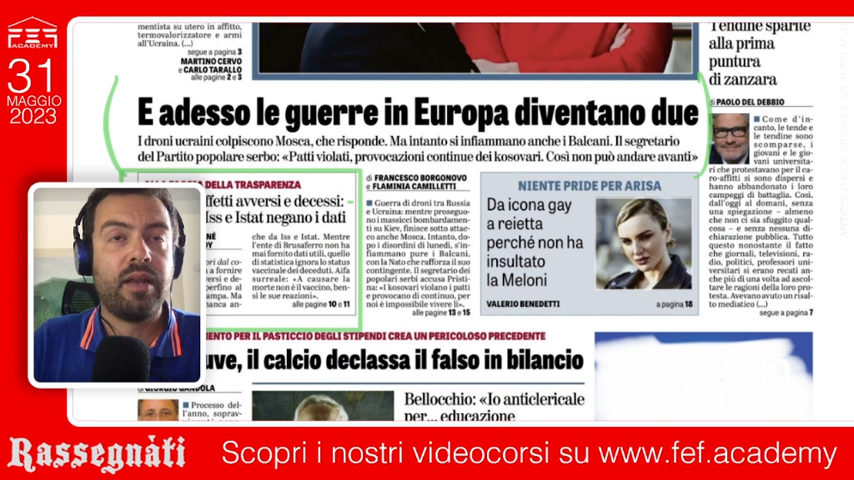 FEF
ACADEMY
31
MAGGIO
2023
mentista su utero in affitto,
termovalorizzatore e armi
all'Ucraina. (...)
segue a pagina 3
MARTINO CERVO
e CARLO TARALLO
alle pagine 2 e 3
E adesso le guerre in Europa diventano due
I droni ucraini colpiscono Mosca, che risponde. Ma intanto si infiammano anche i Balcani. Il segretario
del Partito popolare serbo: «Patti violati, provocazioni continue dei kosovari. Così non può andare avanti»
DELLA TRASPARENZA
ffetti avversi e decessi:
Iss e Istat negano i dati
che da Iss e Istat. Mentre
l'ente di Brusaferro non ha
mai fornito dati utili, quello
di statistica ignora lo status
vaccinale dei deceduti. Aifa
surreale: «A causare la
morte non è il vaccino, ben-
sì le sue reazioni».
alle pagine 10 e 11
di FRANCESCO BORGONOVO
e FLAMINIA CAMILLETTI
■ Guerra di droni tra Russia
e Ucraina: mentre proseguo-
no i massicci bombardamen-
ti su Kiev, finisce sotto attac-
co anche Mosca. Intanto, do-
po i disordini di lunedì, s'in-
fiammano pure i Balcani,
con la Nato che rafforza il suo
contingente. Il segretario dei
popolari serbi accusa Pristi-
na: «I kosovari violano i patti
e provocano di continuo, per
noi è impossibile vivere lì».
alle pagine 13 e 15
NIENTE PRIDE PER ARISA
Da icona gay
a reietta
perché non ha
insultato
la Meloni
VALERIO BENEDETTI
a pagina 18
Tendine sparite
alla prima
puntura
di zanzara
di PAOLO DEL DEBBIO
■ Come d'in-
canto, le tende e
le tendine sono
scomparse, i
giovani e le gio-
vani universita-
ri che protestavano per il ca-
ro-affitti si sono dispersi e
hanno abbandonato i loro
campeggi di battaglia. Così,
dall'oggi al domani, senza
una spiegazione - almeno
che non ci sia sfuggito qualco-
sa - e senza nessuna di-
chiarazione pubblica. Tutto
questo nonostante il fatto
che giornali, televisioni, ra-
dio, politici, professori uni-
versitari si erano recati an-
che più di una volta ad ascol-
tare le ragioni della loro pro-
testa. Avevano avuto un risal-
to mediatico (...)
segue a pagina 7
MENTO PER IL PASTICCIO DEGLI STIPENDI CREA UN PERICOLOSO PRECEDENTE
uve, il calcio declassa il falso in bilancio
di GIORGIO GANDOLA
■ Processo del-
l'anno, soprav-
Bellocchio: «Io anticlericale
per... educazione
Rassegnàti
Scopri i nostri videocorsi su www.fef.academy